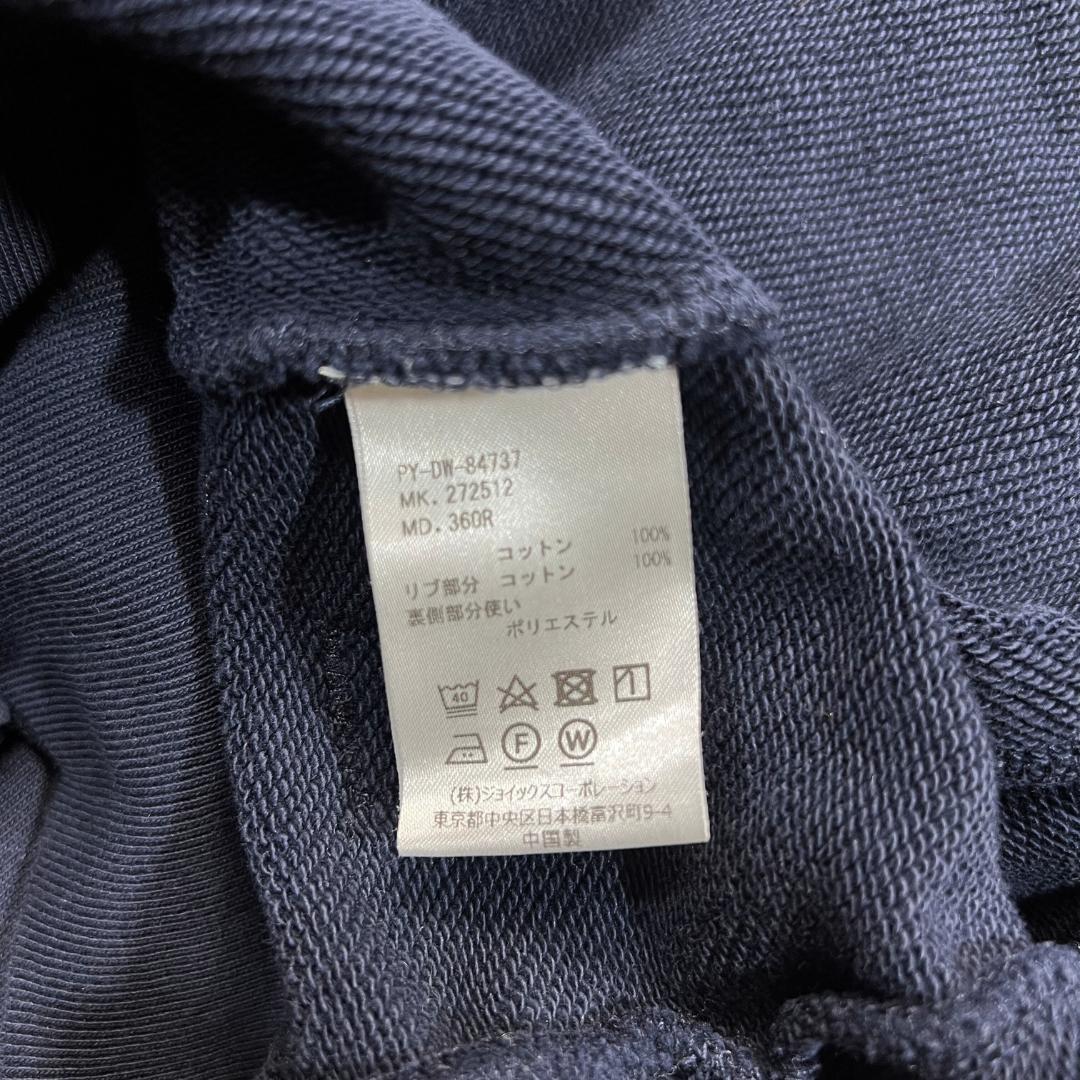 PY-DW-84737
MK. 272512
MD. 360R
コットン 100%
リブ部分 コットン 100%
裏側部分使い
ポリエステル
40
F W
(株)ジョイックスコーポレーション
東京都中央区日本橋富沢町9-4
中国製